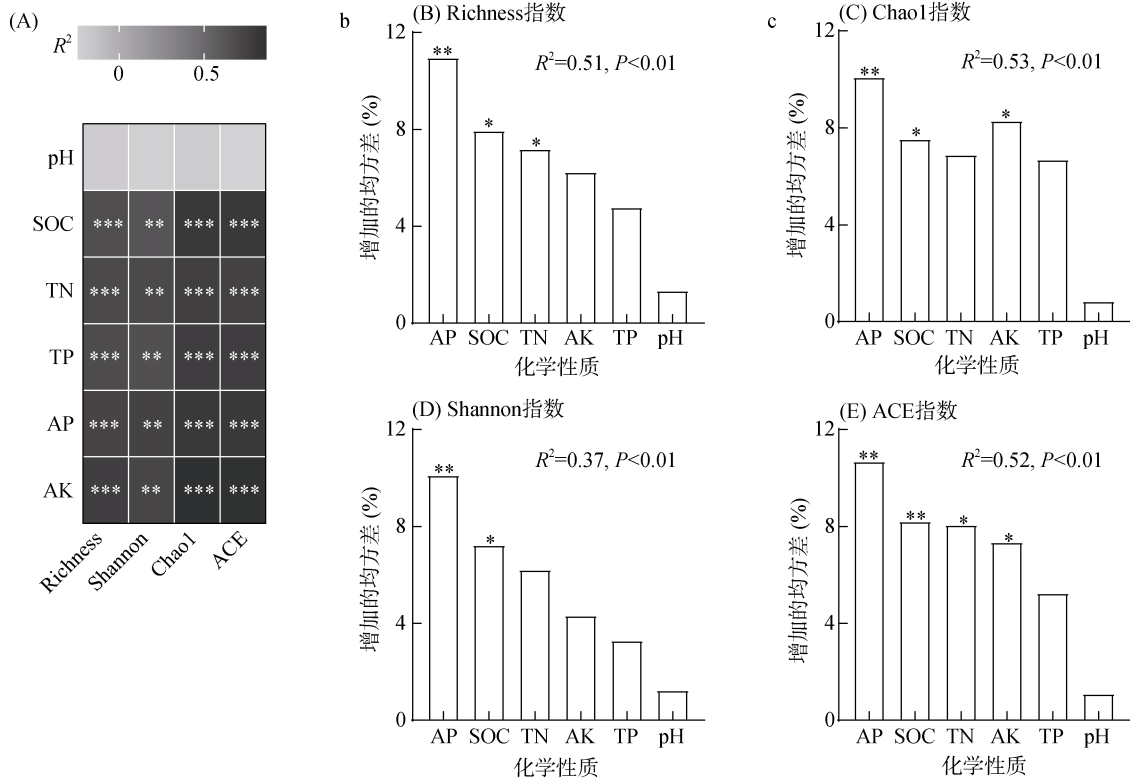 (A)
R²
0
0.5
pH
SOC *** ** *** ***
TN *** ** *** ***
TP *** ** *** ***
AP *** ** *** ***
AK *** ** *** ***
Richness
Shannon
Chao1
ACE
b
(B) Richness指数
R²=0.51, P<0.01
增加的均方差 (%)
12
8
4
0
**
*
*
AP SOC TN AK TP pH
化学性质
c
(C) Chao1指数
R²=0.53, P<0.01
增加的均方差 (%)
12
8
4
0
**
*
*
AP SOC TN AK TP pH
化学性质
(D) Shannon指数
R²=0.37, P<0.01
增加的均方差 (%)
12
8
4
0
**
*
AP SOC TN AK TP pH
化学性质
(E) ACE指数
R²=0.52, P<0.01
增加的均方差 (%)
12
8
4
0
**
**
*
*
AP SOC TN AK TP pH
化学性质